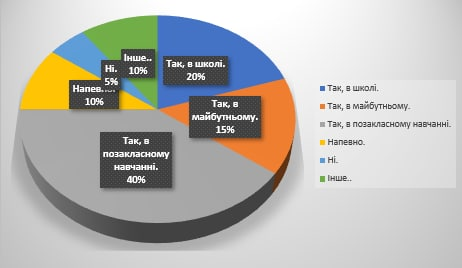 Інше..
10%
Ні.
5%
Так, в школі.
20%
Напевно.
10%
Так, в
майбутньому.
15%
Так, в
позакласному
навчанні.
40%
Так, в школі.
Так, в майбутньому.
Так, в позакласному навчанні.
Напевно.
Ні.
Інше..